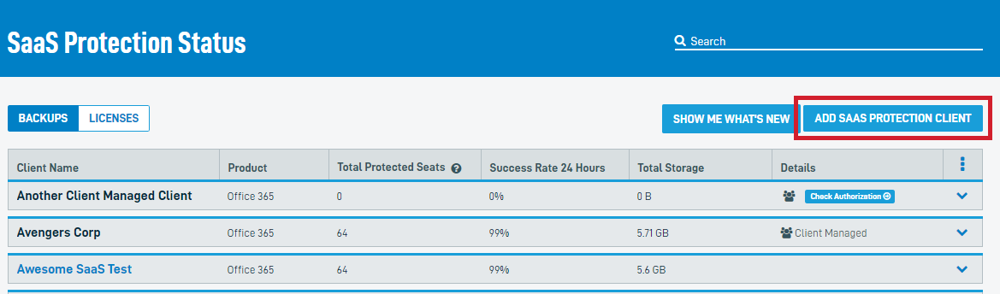 SaaS Protection Status
Search
BACKUPS LICENSES SHOW ME WHAT'S NEW ADD SAAS PROTECTION CLIENT
Client Name Product Total Protected Seats ? Success Rate 24 Hours Total Storage Details
Another Client Managed Client Office 365 0 0% 0 B Check Authorization
Avengers Corp Office 365 64 99% 5.71 GB Client Managed
Awesome SaaS Test Office 365 64 99% 5.6 GB